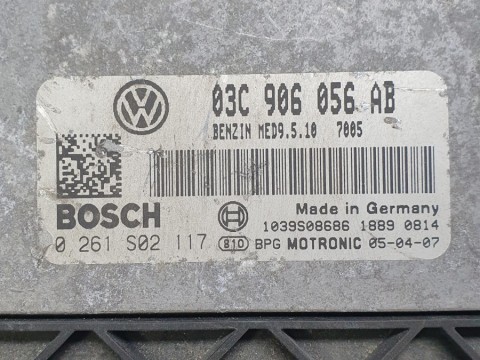 03C 906 056 AB
BENZIN MED9.5.10 7005
BOSCH
Made in Germany
1039S08686 1889 0814
0 261 S02 117 810 BPG MOTRONIC 05-04-07